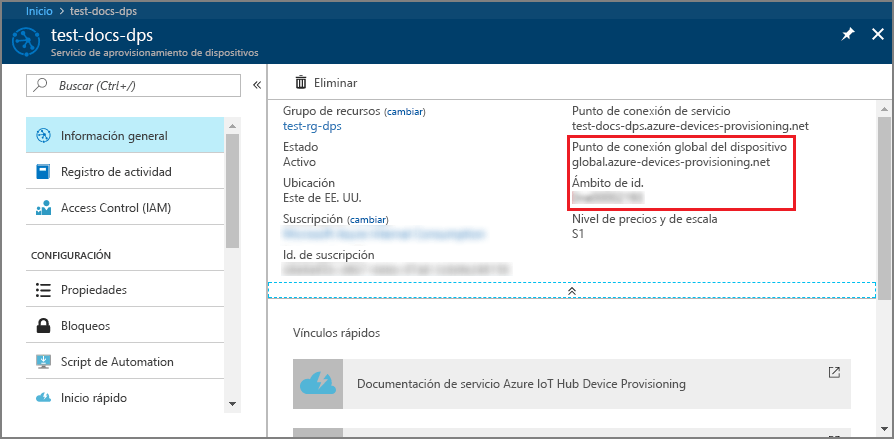 Inicio > test-docs-dps
test-docs-dps
Servicio de aprovisionamiento de dispositivos
Buscar (Ctrl+/)
Información general
Registro de actividad
Access Control (IAM)
CONFIGURACIÓN
Propiedades
Bloqueos
Script de Automation
Inicio rápido
Eliminar
Grupo de recursos (cambiar)
test-rg-dps
Estado
Activo
Ubicación
Este de EE. UU.
Suscripción (cambiar)
Id. de suscripción
Punto de conexión de servicio
test-docs-dps.azure-devices-provisioning.net
Punto de conexión global del dispositivo
global.azure-devices-provisioning.net
Ámbito de id.
Nivel de precios y de escala
S1
Vínculos rápidos
Documentación de servicio Azure IoT Hub Device Provisioning